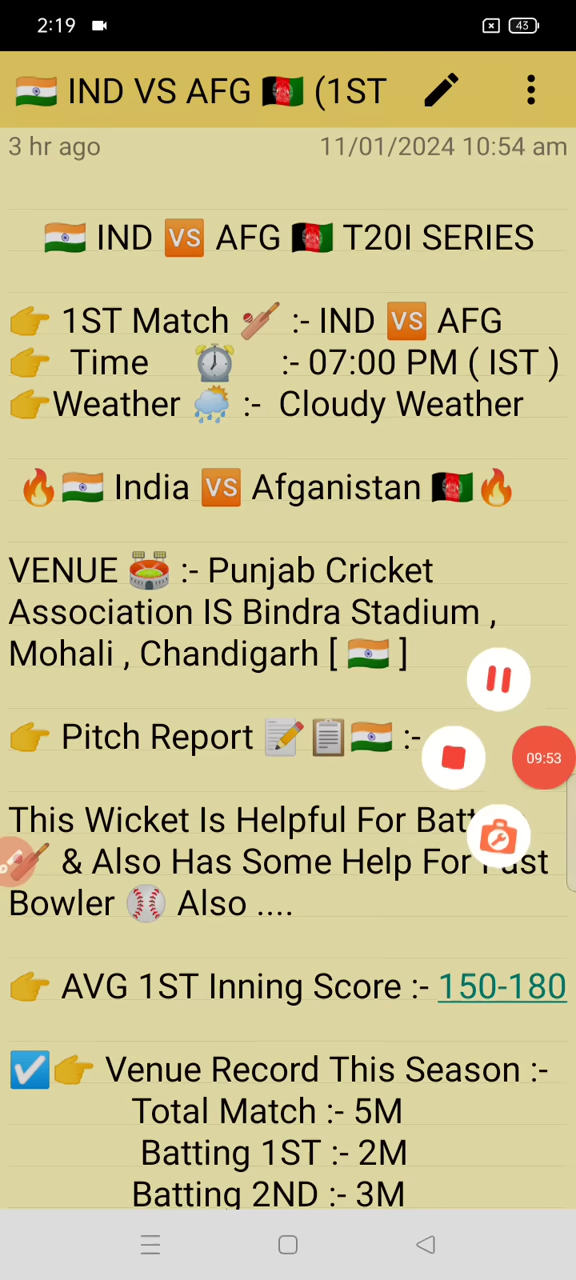 2:19
43
🇮🇳 IND VS AFG 🇦🇫 (1ST
3 hr ago 11/01/2024 10:54 am
🇮🇳 IND 🆚 AFG 🇦🇫 T20I SERIES
👉 1ST Match 🏏 :- IND 🆚 AFG
👉 Time ⏰ :- 07:00 PM ( IST )
👉Weather 🌦️ :- Cloudy Weather
🔥🇮🇳 India 🆚 Afganistan 🇦🇫🔥
VENUE 🏟️ :- Punjab Cricket
Association IS Bindra Stadium ,
Mohali , Chandigarh [ 🇮🇳 ]
👉 Pitch Report 📝📋🇮🇳 :-
09:53
This Wicket Is Helpful For
🏏 & Also Has Some Help For
Bowler ⚾ Also ....
👉 AVG 1ST Inning Score :- 150-180
☑️👉 Venue Record This Season :-
Total Match :- 5M
Batting 1ST :- 2M
Batting 2ND :- 3M